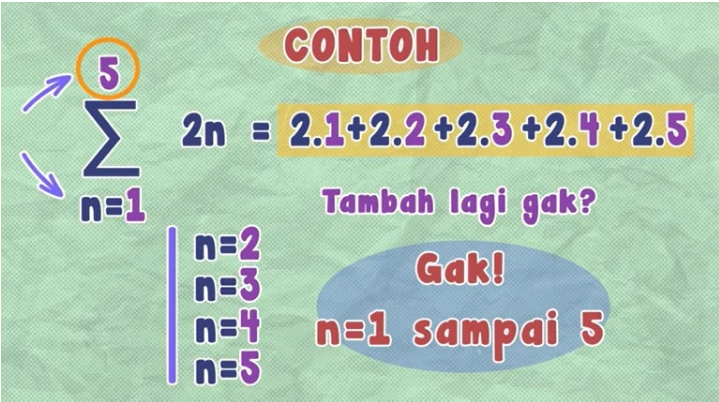 CONTOH
5
∑ 2n = 2.1+2.2+2.3+2.4+2.5
n=1
Tambah lagi gak?
n=2
n=3
n=4
n=5
Gak!
n=1 sampai 5